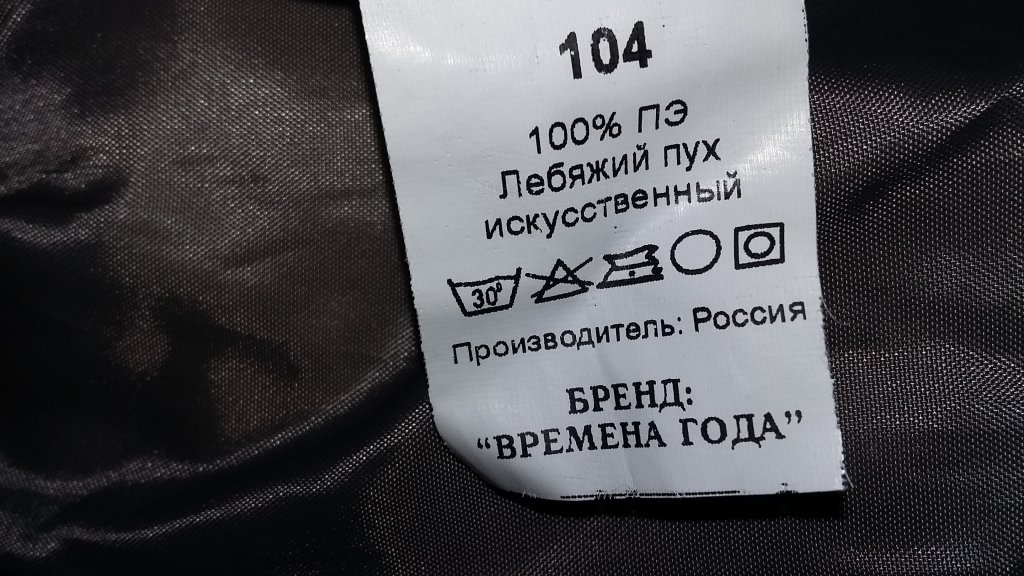 104
100% ПЭ
Лебяжий пух
искусственный
30°
Производитель: Россия
БРЕНД:
“ВРЕМЕНА ГОДА”